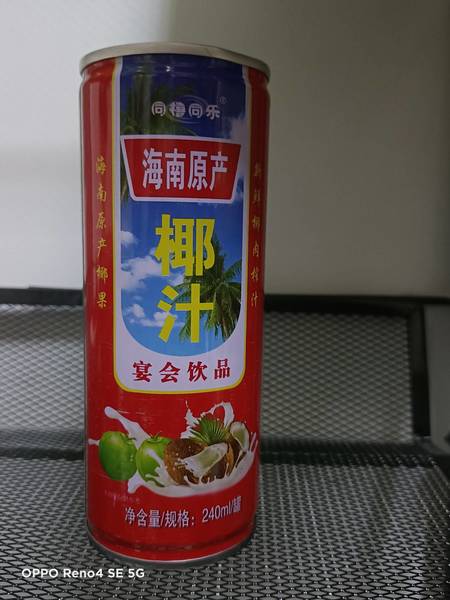 同禧同乐
海南原产
椰汁
宴会饮品
海南原产椰果
新鲜椰肉榨汁
净含量/规格：240ml/罐
OPPO Reno4 SE 5G